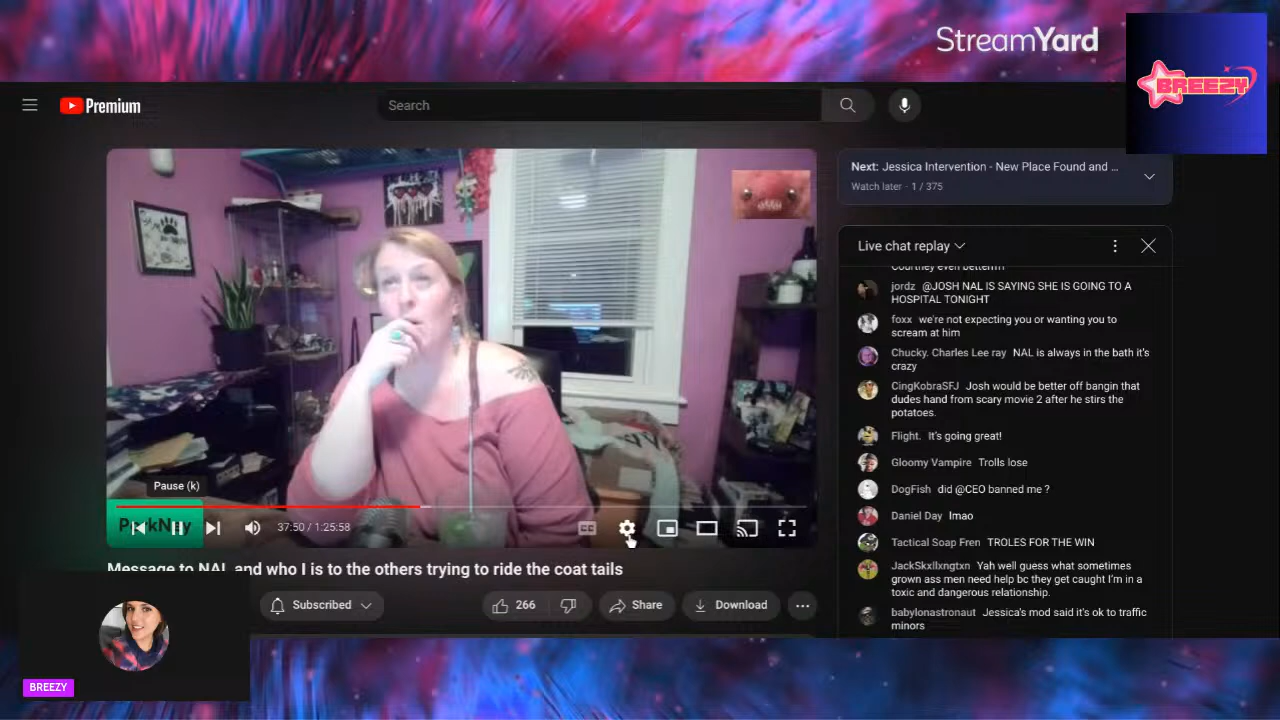 StreamYard
BREEZY
Premium
Search
Next: Jessica Intervention - New Place Found and ...
Watch later · 1 / 375
Live chat replay
Courtney even betterrrr
jordz @JOSH NAL IS SAYING SHE IS GOING TO A
HOSPITAL TONIGHT
foxx we're not expecting you or wanting you to
scream at him
Chucky. Charles Lee ray NAL is always in the bath it's
crazy
CingKobraSFJ Josh would be better off bangin that
dudes hand from scary movie 2 after he stirs the
potatoes.
Flight. It's going great!
Gloomy Vampire Trolls lose
DogFish did @CEO banned me ?
Daniel Day lmao
Tactical Soap Fren TROLES FOR THE WIN
JackSkxllxngtxn Yah well guess what sometimes
grown ass men need help bc they get caught I'm in a
toxic and dangerous relationship.
babylonastronaut Jessica's mod said it's ok to traffic
minors
Pause (k)
37:50 / 1:25:58
CC
Message to NAL and who I is to the others trying to ride the coat tails
Subscribed
266
Share
Download
BREEZY